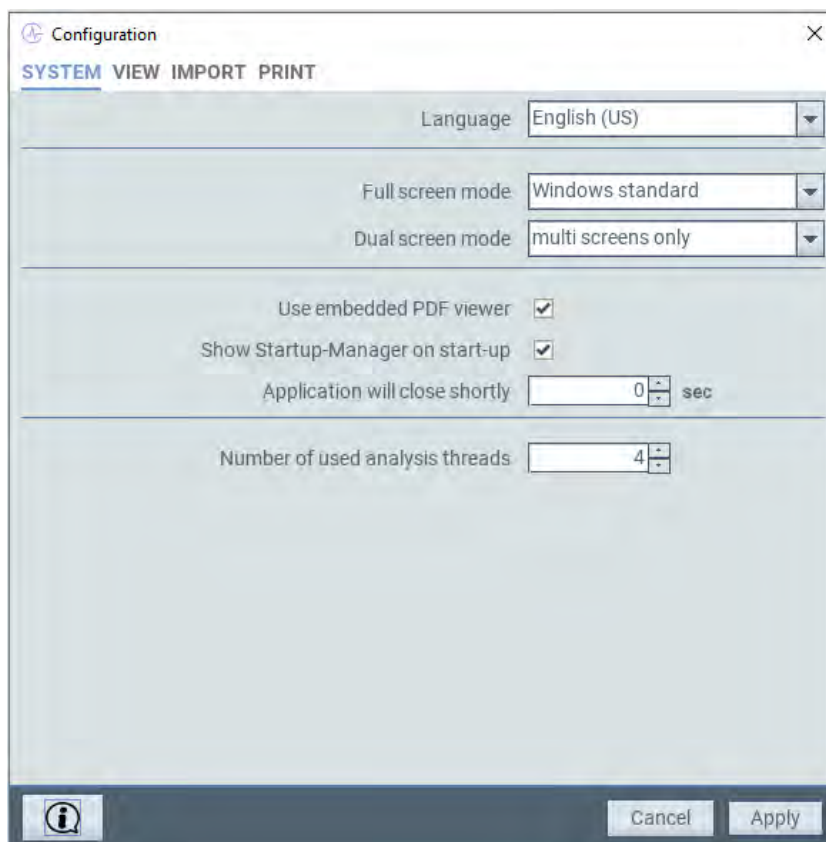 Configuration
SYSTEM VIEW IMPORT PRINT
Language English (US)
Full screen mode Windows standard
Dual screen mode multi screens only
Use embedded PDF viewer
Show Startup-Manager on start-up
Application will close shortly 0 sec
Number of used analysis threads 4
Cancel Apply